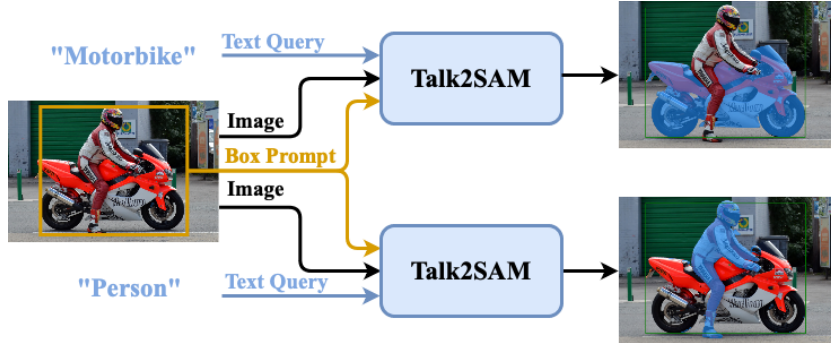 "Motorbike"
Text Query
Talk2SAM
Image
Box Prompt
Image
"Person"
Text Query
Talk2SAM